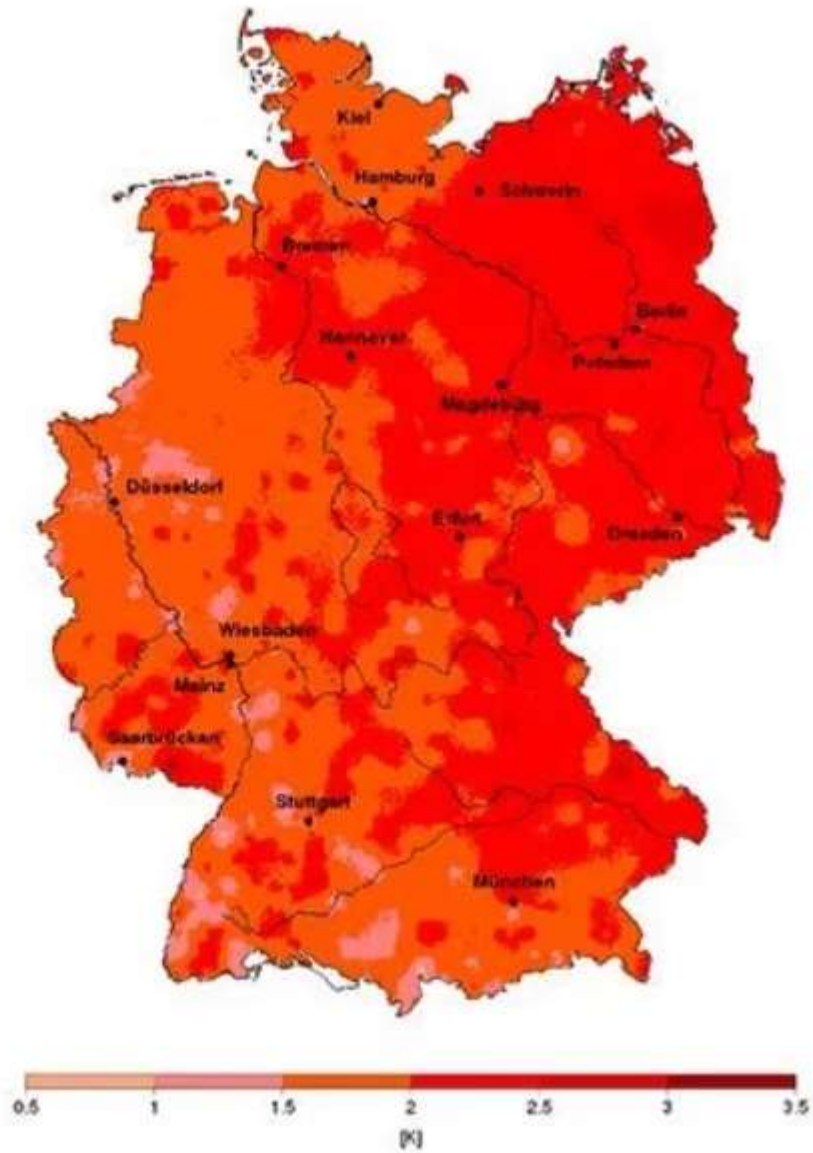 Kiel
Hamburg
Schwerin
Bremen
Berlin
Hannover
Potsdam
Magdeburg
Düsseldorf
Erfurt
Dresden
Wiesbaden
Mainz
Saarbrücken
Stuttgart
München
0.5 1 1.5 2 2.5 3 3.5
[K]